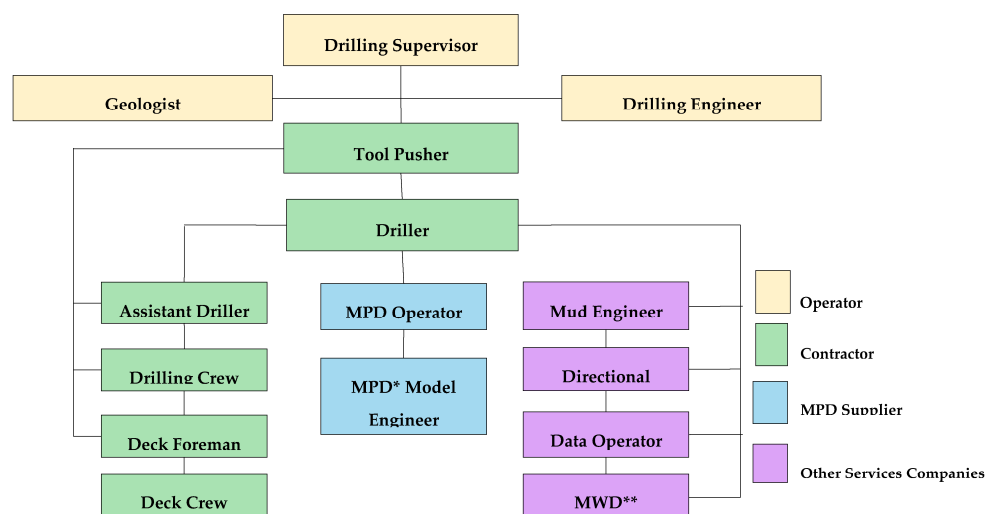 Drilling Supervisor
Geologist
Drilling Engineer
Tool Pusher
Driller
Assistant Driller
MPD Operator
Mud Engineer
Operator
Drilling Crew
MPD* Model
Engineer
Directional
Contractor
Deck Foreman
Data Operator
MPD Supplier
Deck Crew
MWD**
Other Services Companies